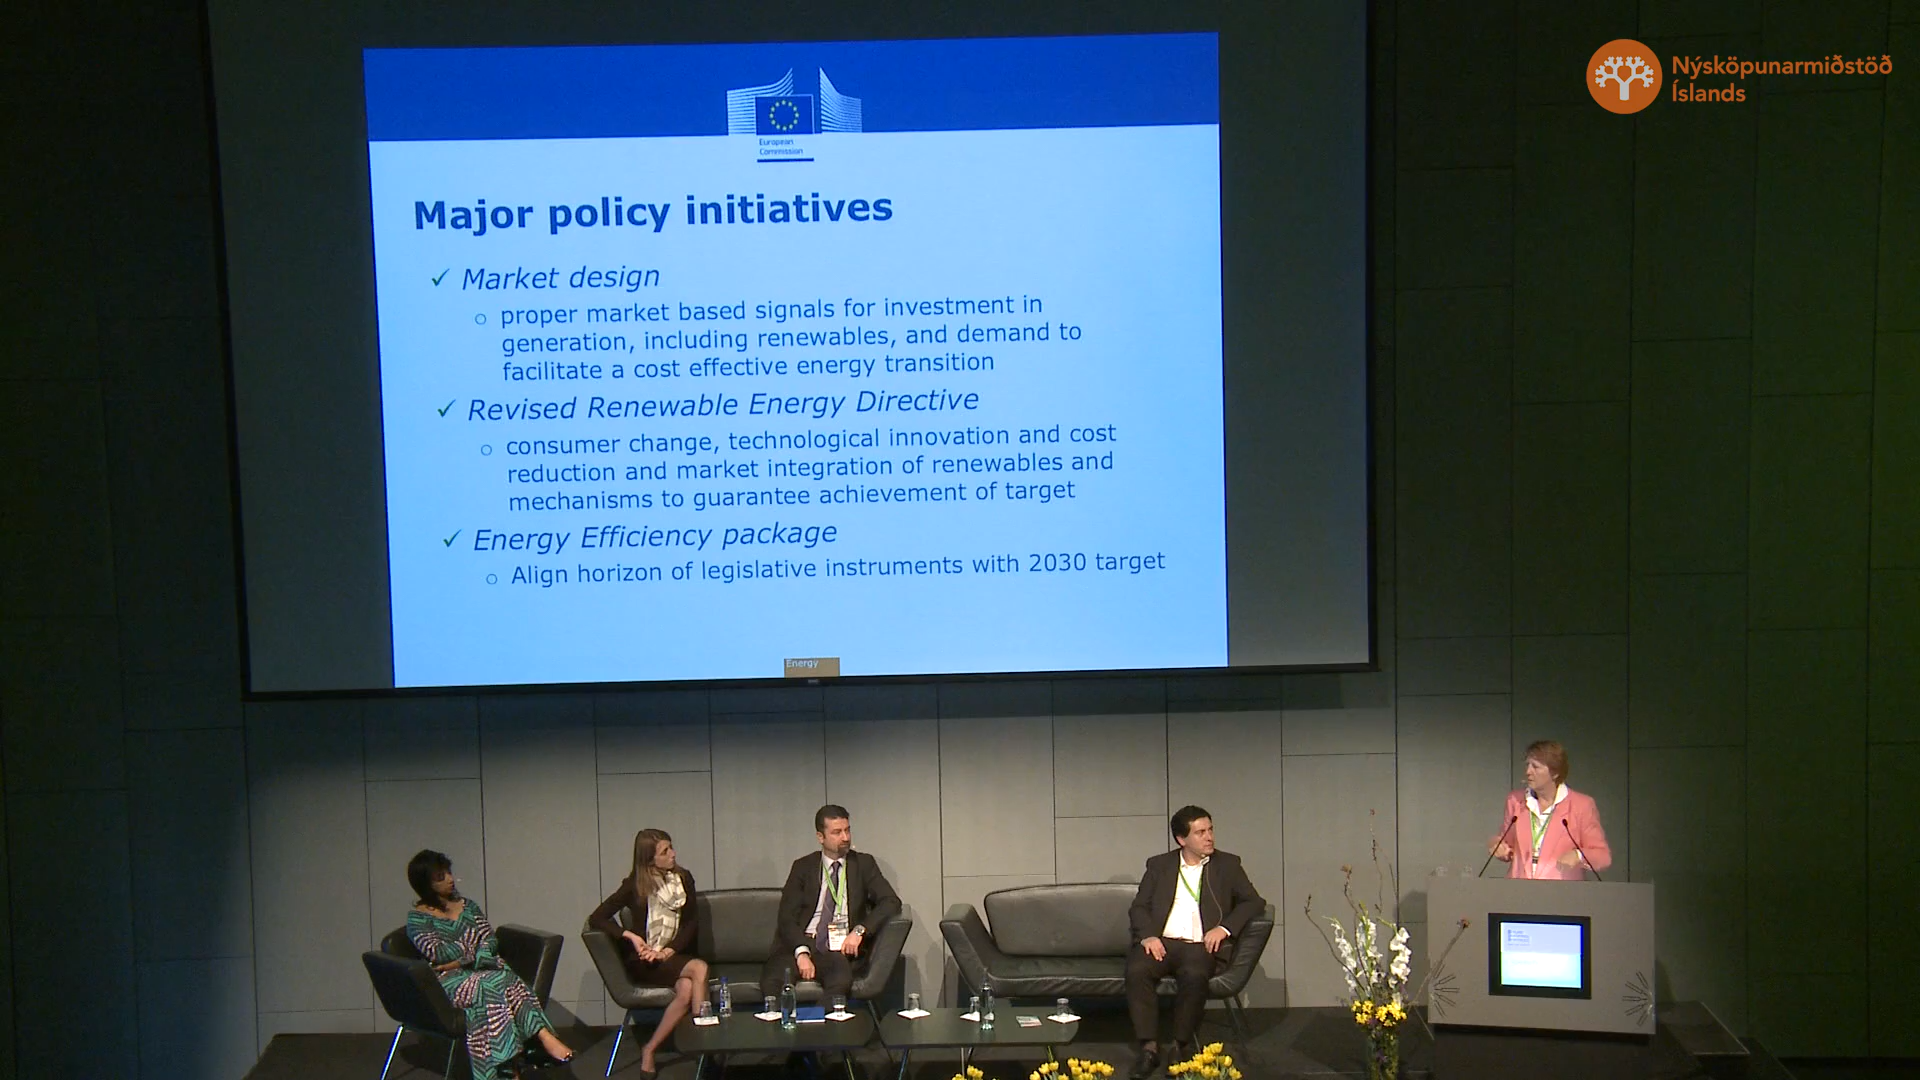 Nýsköpunarmiðstöð
Íslands
European
Commission
Major policy initiatives
✓ Market design
○ proper market based signals for investment in
generation, including renewables, and demand to
facilitate a cost effective energy transition
✓ Revised Renewable Energy Directive
○ consumer change, technological innovation and cost
reduction and market integration of renewables and
mechanisms to guarantee achievement of target
✓ Energy Efficiency package
○ Align horizon of legislative instruments with 2030 target
Energy